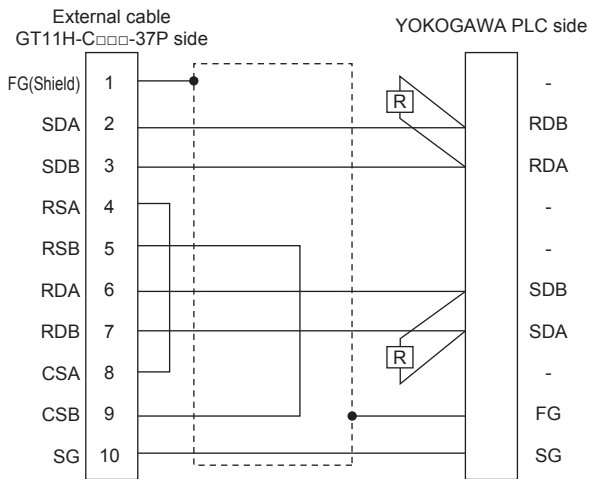 External cable
GT11H-C□□□-37P side
YOKOGAWA PLC side
FG(Shield) 1 -
R
SDA 2 RDB
SDB 3 RDA
RSA 4 -
RSB 5 -
RDA 6 SDB
RDB 7 SDA
R
CSA 8 -
CSB 9 FG
SG 10 SG